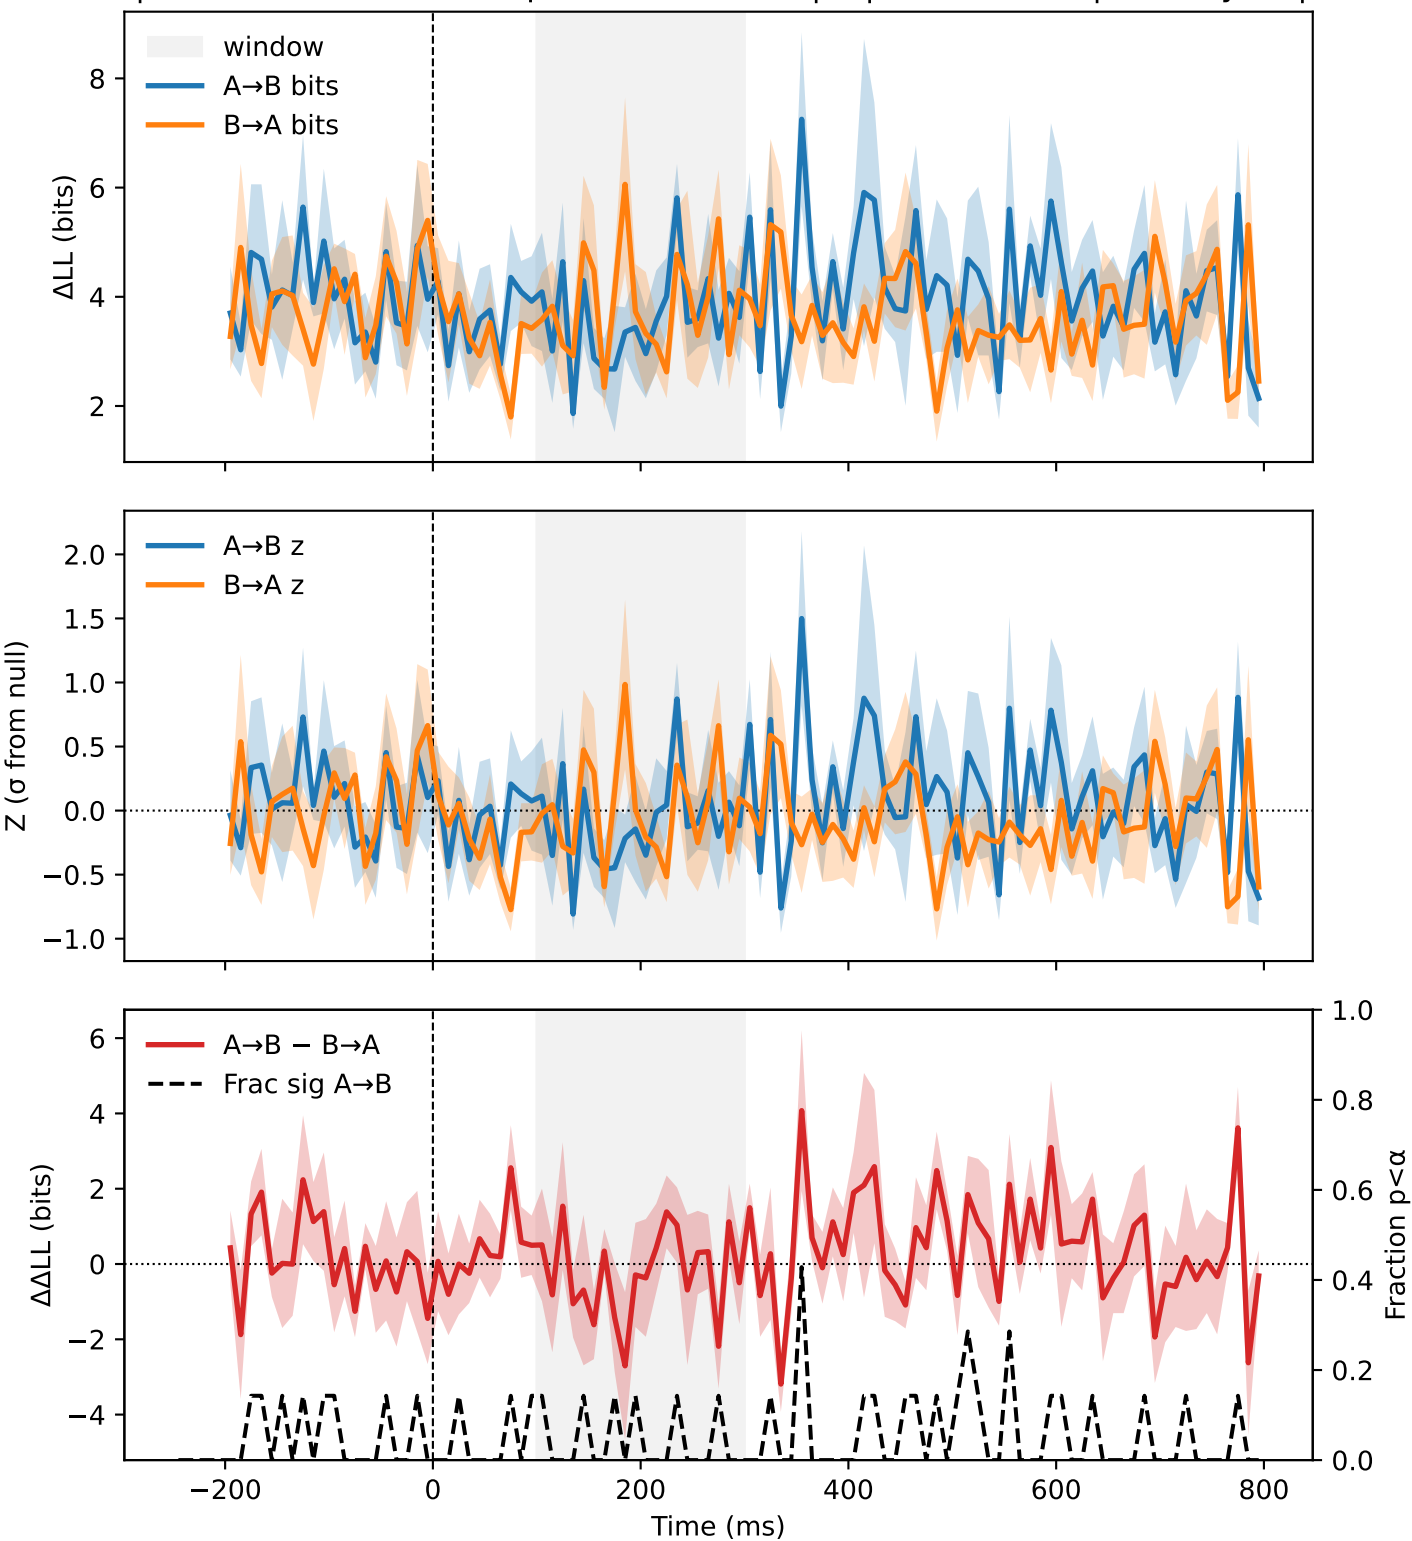 window
A→B bits
B→A bits
ΔLL (bits)
8
6
4
2
A→B z
B→A z
Z (σ from null)
2.0
1.5
1.0
0.5
0.0
−0.5
−1.0
A→B − B→A
Frac sig A→B
ΔΔLL (bits)
6
4
2
0
−2
−4
1.0
0.8
0.6
0.4
0.2
0.0
Fraction p<α
−200
0
200
400
600
800
Time (ms)